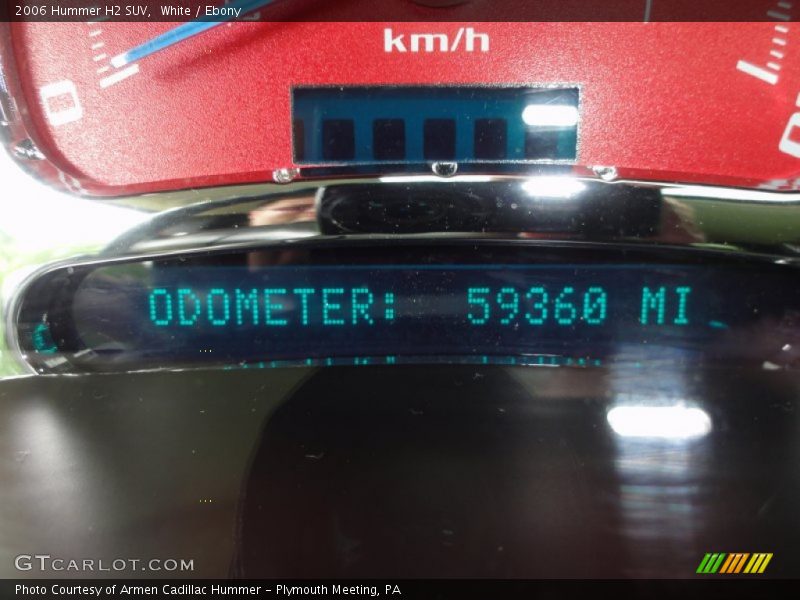 2006 Hummer H2 SUV, White / Ebony
km/h
ODOMETER: 59360 MI
GTCARLOT.COM
Photo Courtesy of Armen Cadillac Hummer - Plymouth Meeting, PA